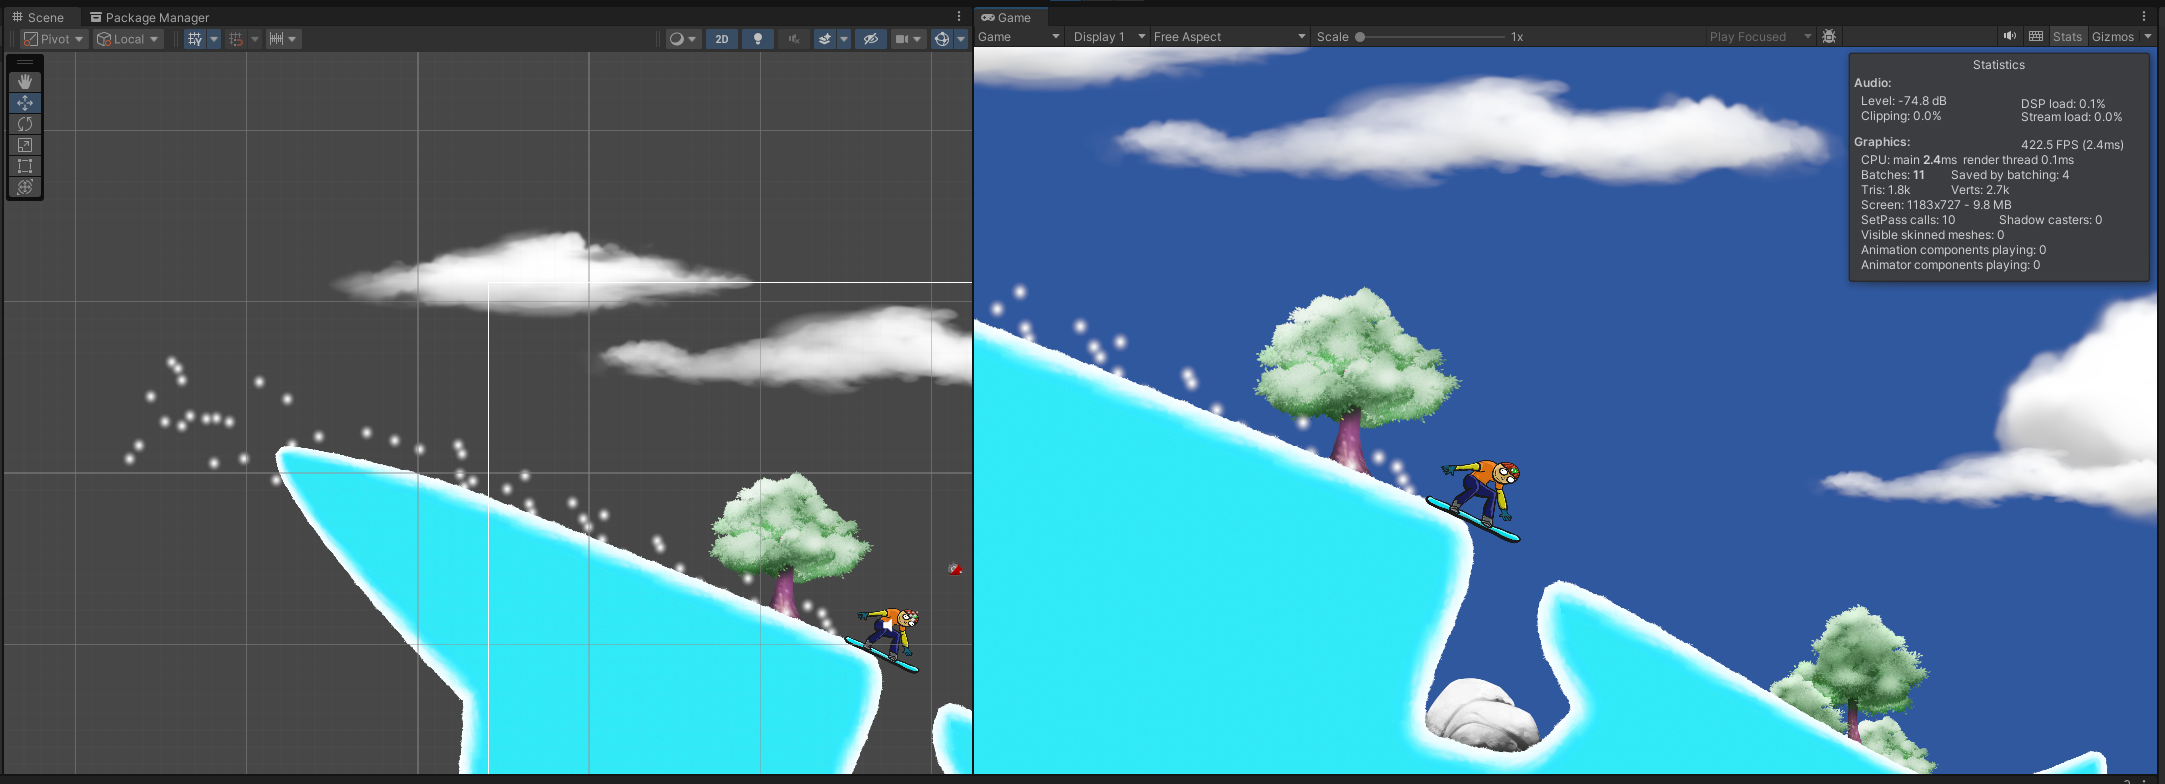 Scene
Package Manager
Pivot
Local
2D
Game
Game
Display 1
Free Aspect
Scale
1x
Play Focused
Stats
Gizmos
Statistics
Audio:
Level: -74.8 dB
DSP load: 0.1%
Clipping: 0.0%
Stream load: 0.0%
Graphics:
422.5 FPS (2.4ms)
CPU: main 2.4ms render thread 0.1ms
Batches: 11 Saved by batching: 4
Tris: 1.8k Verts: 2.7k
Screen: 1183x727 - 9.8 MB
SetPass calls: 10 Shadow casters: 0
Visible skinned meshes: 0
Animation components playing: 0
Animator components playing: 0